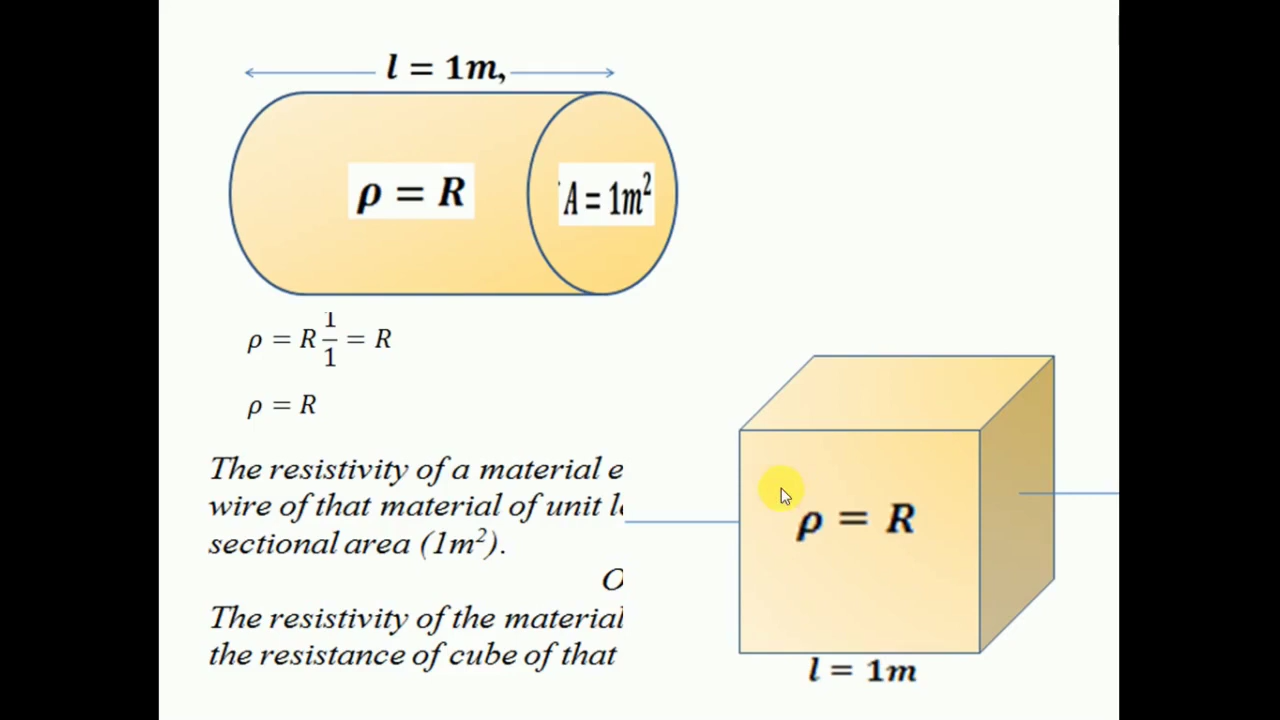 l = 1m,
ρ = R
A = 1m²
ρ = R 1/1 = R
ρ = R
The resistivity of a material e
wire of that material of unit l
sectional area (1m²).
O
The resistivity of the material
the resistance of cube of that
ρ = R
l = 1m